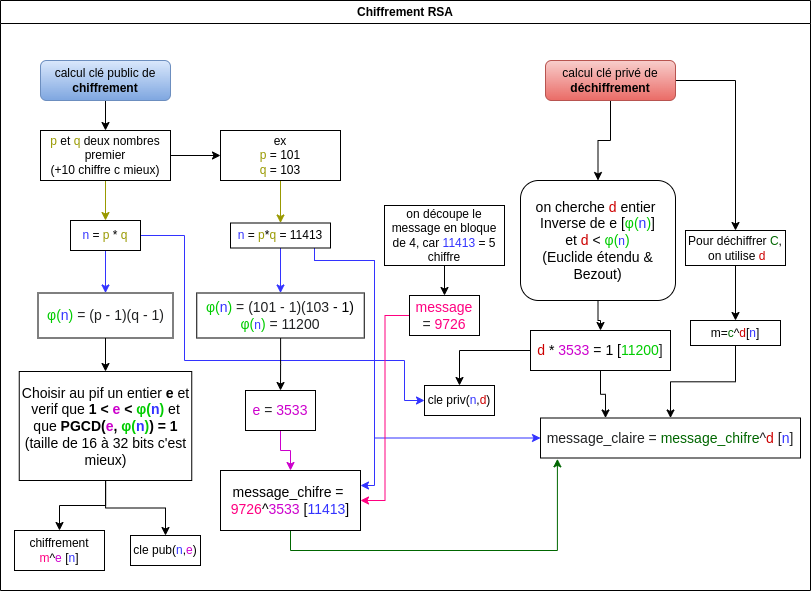 Chiffrement RSA
calcul clé public de
chiffrement
p et q deux nombres
premier
(+10 chiffre c mieux)
ex
p = 101
q = 103
n = p * q
n = p*q = 11413
φ(n) = (p - 1)(q - 1)
φ(n) = (101 - 1)(103 - 1)
φ(n) = 11200
Choisir au pif un entier e et
verif que 1 < e < φ(n) et
que PGCD(e, φ(n)) = 1
(taille de 16 à 32 bits c'est
mieux)
e = 3533
chiffrement
m^e [n]
cle pub(n,e)
message_chifre =
9726^3533 [11413]
on découpe le
message en bloque
de 4, car 11413 = 5
chiffre
message
= 9726
calcul clé privé de
déchiffrement
on cherche d entier
Inverse de e [φ(n)]
et d < φ(n)
(Euclide étendu &
Bezout)
Pour déchiffrer C,
on utilise d
d * 3533 = 1 [11200]
m=c^d[n]
cle priv(n,d)
message_claire = message_chifre^d [n]